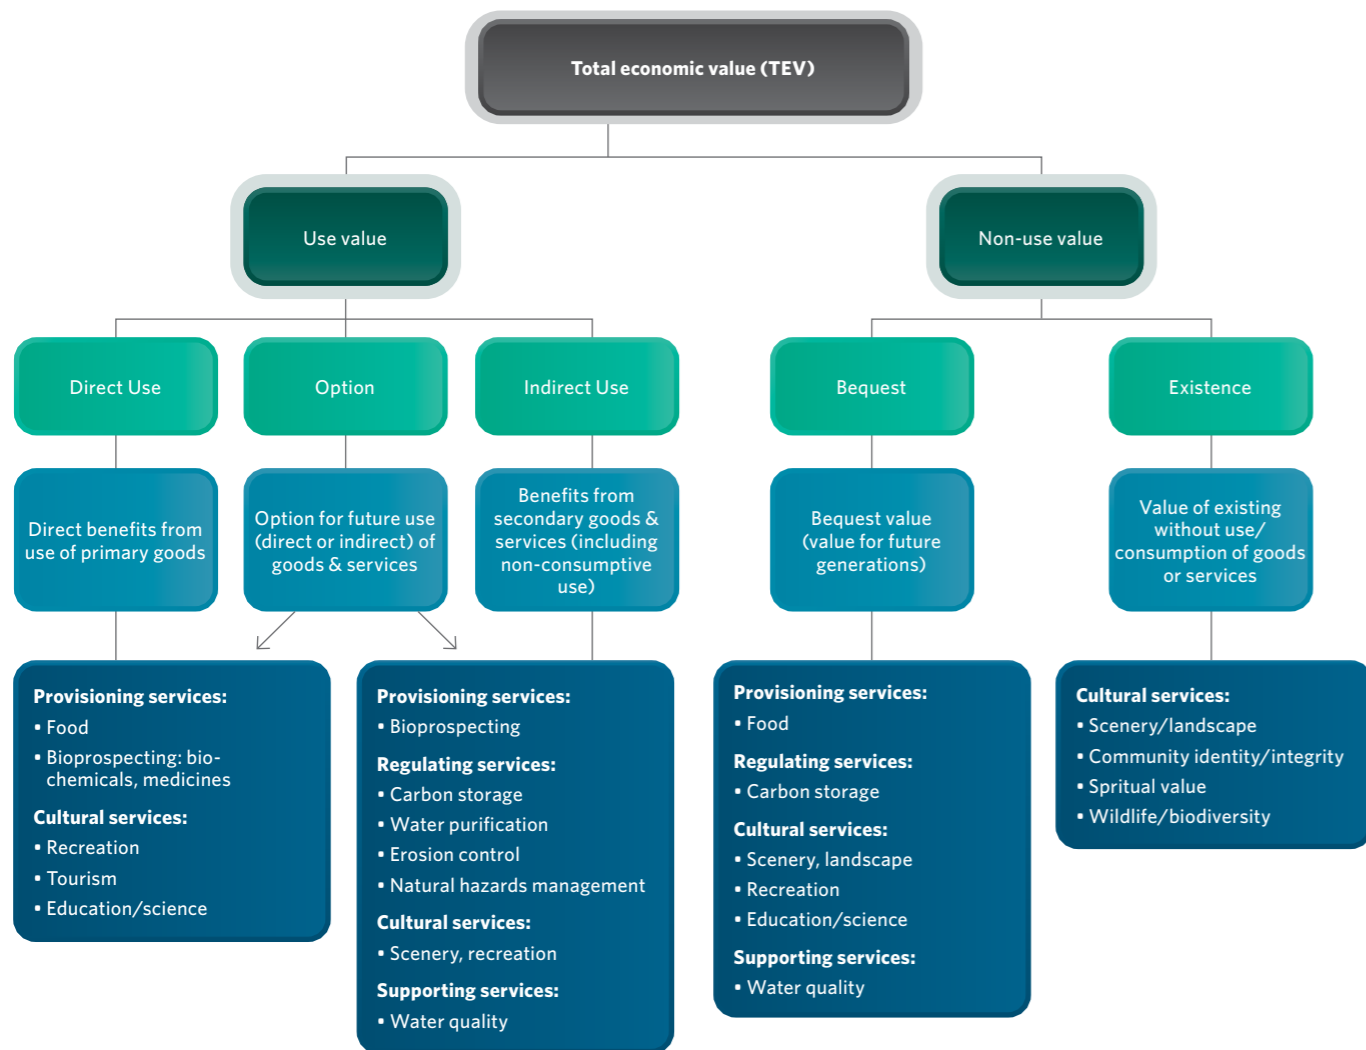 Total economic value (TEV)
Use value
Non-use value
Direct Use
Option
Indirect Use
Bequest
Existence
Direct benefits from
use of primary goods
Option for future use
(direct or indirect) of
goods & services
Benefits from
secondary goods &
services (including
non-consumptive
use)
Bequest value
(value for future
generations)
Value of existing
without use/
consumption of goods
or services
Provisioning services:
• Food
• Bioprospecting: bio-
chemicals, medicines
Cultural services:
• Recreation
• Tourism
• Education/science
Provisioning services:
• Bioprospecting
Regulating services:
• Carbon storage
• Water purification
• Erosion control
• Natural hazards management
Cultural services:
• Scenery, recreation
Supporting services:
• Water quality
Provisioning services:
• Food
Regulating services:
• Carbon storage
Cultural services:
• Scenery, landscape
• Recreation
• Education/science
Supporting services:
• Water quality
Cultural services:
• Scenery/landscape
• Community identity/integrity
• Spritual value
• Wildlife/biodiversity